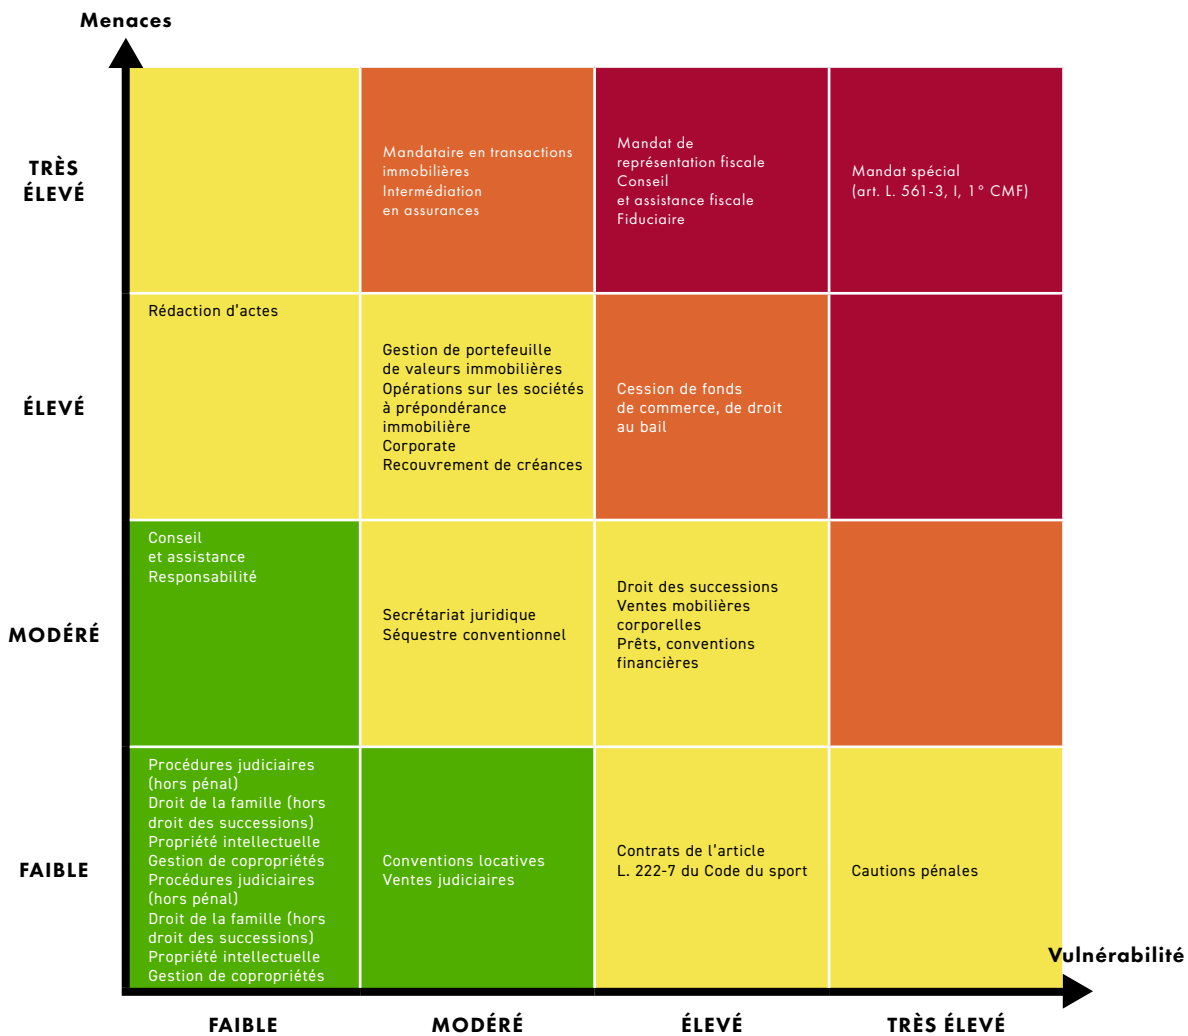 Menaces
TRÈS
ÉLEVÉ
Mandataire en transactions
immobilières
Intermédiation
en assurances
Mandat de
représentation fiscale
Conseil
et assistance fiscale
Fiduciaire
Mandat spécial
(art. L. 561-3, I, 1° CMF)
ÉLEVÉ
Rédaction d'actes
Gestion de portefeuille
de valeurs immobilières
Opérations sur les sociétés
à prépondérance
immobilière
Corporate
Recouvrement de créances
Cession de fonds
de commerce, de droit
au bail
MODÉRÉ
Conseil
et assistance
Responsabilité
Secrétariat juridique
Séquestre conventionnel
Droit des successions
Ventes mobilières
corporelles
Prêts, conventions
financières
FAIBLE
Procédures judiciaires
(hors pénal)
Droit de la famille (hors
droit des successions)
Propriété intellectuelle
Gestion de copropriétés
Procédures judiciaires
(hors pénal)
Droit de la famille (hors
droit des successions)
Propriété intellectuelle
Gestion de copropriétés
Conventions locatives
Ventes judiciaires
Contrats de l'article
L. 222-7 du Code du sport
Cautions pénales
Vulnérabilité
FAIBLE
MODÉRÉ
ÉLEVÉ
TRÈS ÉLEVÉ